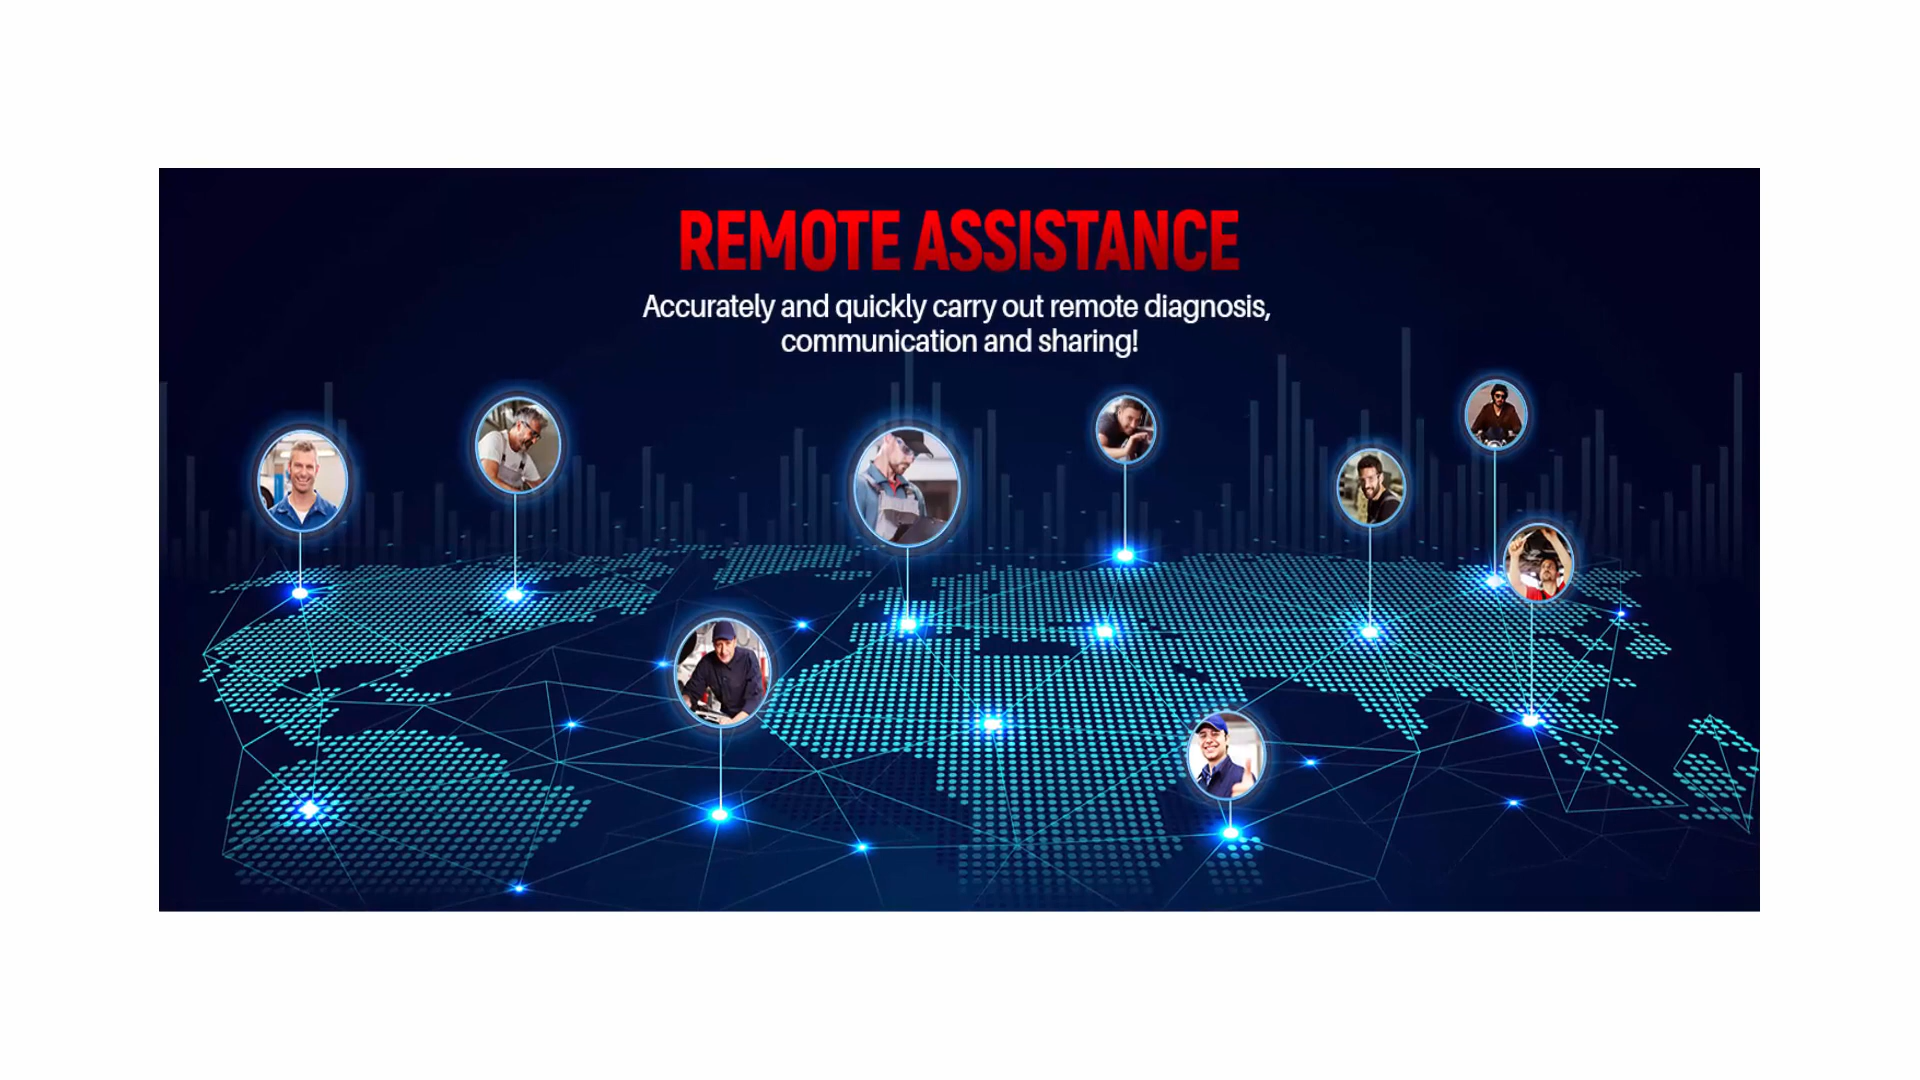 REMOTE ASSISTANCE
Accurately and quickly carry out remote diagnosis,
communication and sharing!